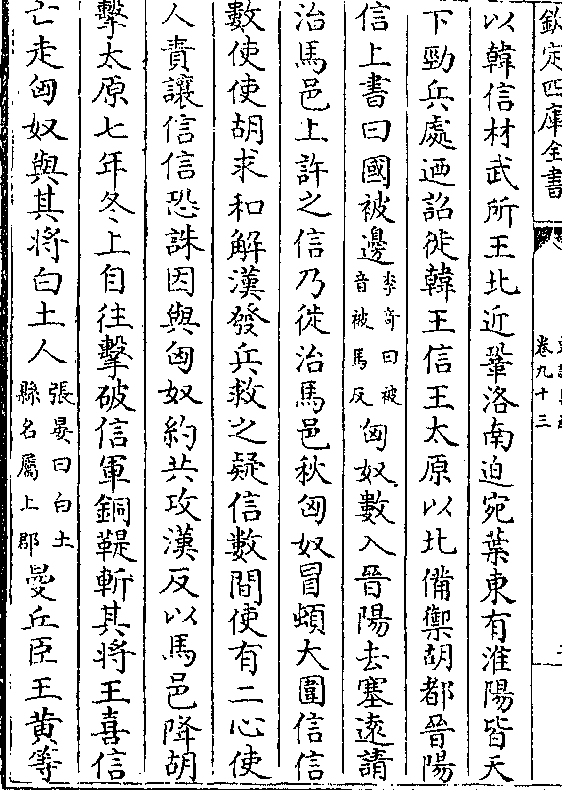 欽定四庫全書
卷九十三
以韓信材武所王北近鞏洛南迫宛葉東有淮陽皆天
下勁兵處迺詔徙韓王信王太原以北備禦胡都晉陽
信上書曰國被邊李竒曰被音被馬反匈奴數入晉陽去塞遠請
治馬邑上許之信乃徙治馬邑秋匈奴冒頓大圍信信
數使使胡求和解漢發兵救之疑信數間使有二心使
人責讓信信恐誅因與匈奴約共攻漢反以馬邑降胡
擊太原七年冬上自往擊破信軍銅鞮斬其將王喜信
亡走匈奴與其將白土人張晏曰白土縣名屬上郡曼丘臣王黄等